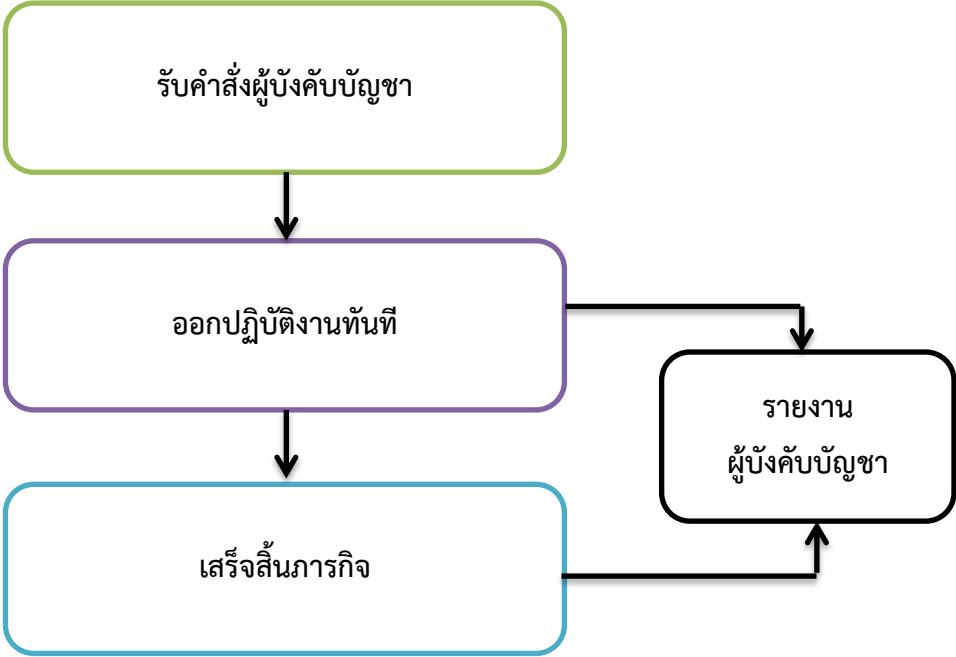 รับคำสั่งผู้บังคับบัญชา
ออกปฏิบัติงานทันที
รายงาน
ผู้บังคับบัญชา
เสร็จสิ้นภารกิจ